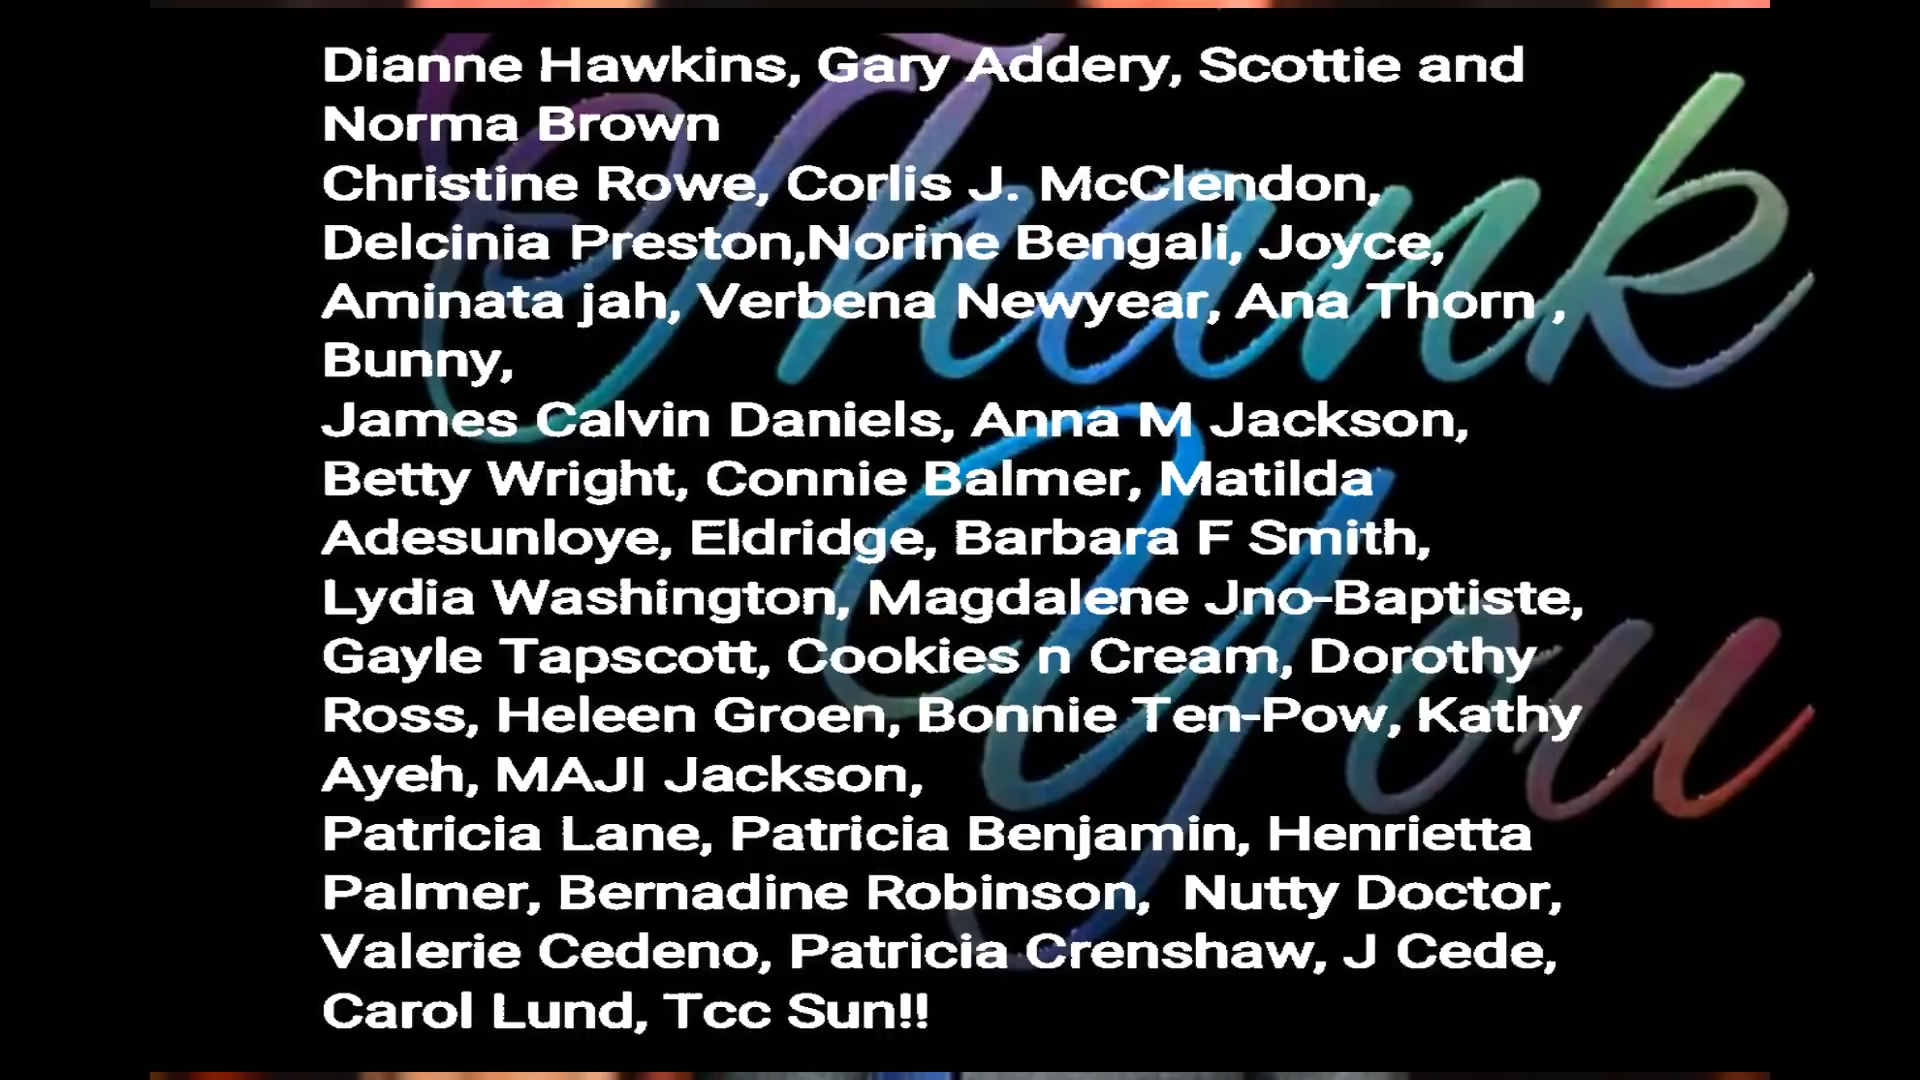 Dianne Hawkins, Gary Addery, Scottie and
Norma Brown
Christine Rowe, Corlis J. McClendon,
Delcinia Preston,Norine Bengali, Joyce,
Aminata jah, Verbena Newyear, Ana Thorn ,
Bunny,
James Calvin Daniels, Anna M Jackson,
Betty Wright, Connie Balmer, Matilda
Adesunloye, Eldridge, Barbara F Smith,
Lydia Washington, Magdalene Jno-Baptiste,
Gayle Tapscott, Cookies n Cream, Dorothy
Ross, Heleen Groen, Bonnie Ten-Pow, Kathy
Ayeh, MAJI Jackson,
Patricia Lane, Patricia Benjamin, Henrietta
Palmer, Bernadine Robinson,  Nutty Doctor,
Valerie Cedeno, Patricia Crenshaw, J Cede,
Carol Lund, Tcc Sun!!
Thank
You